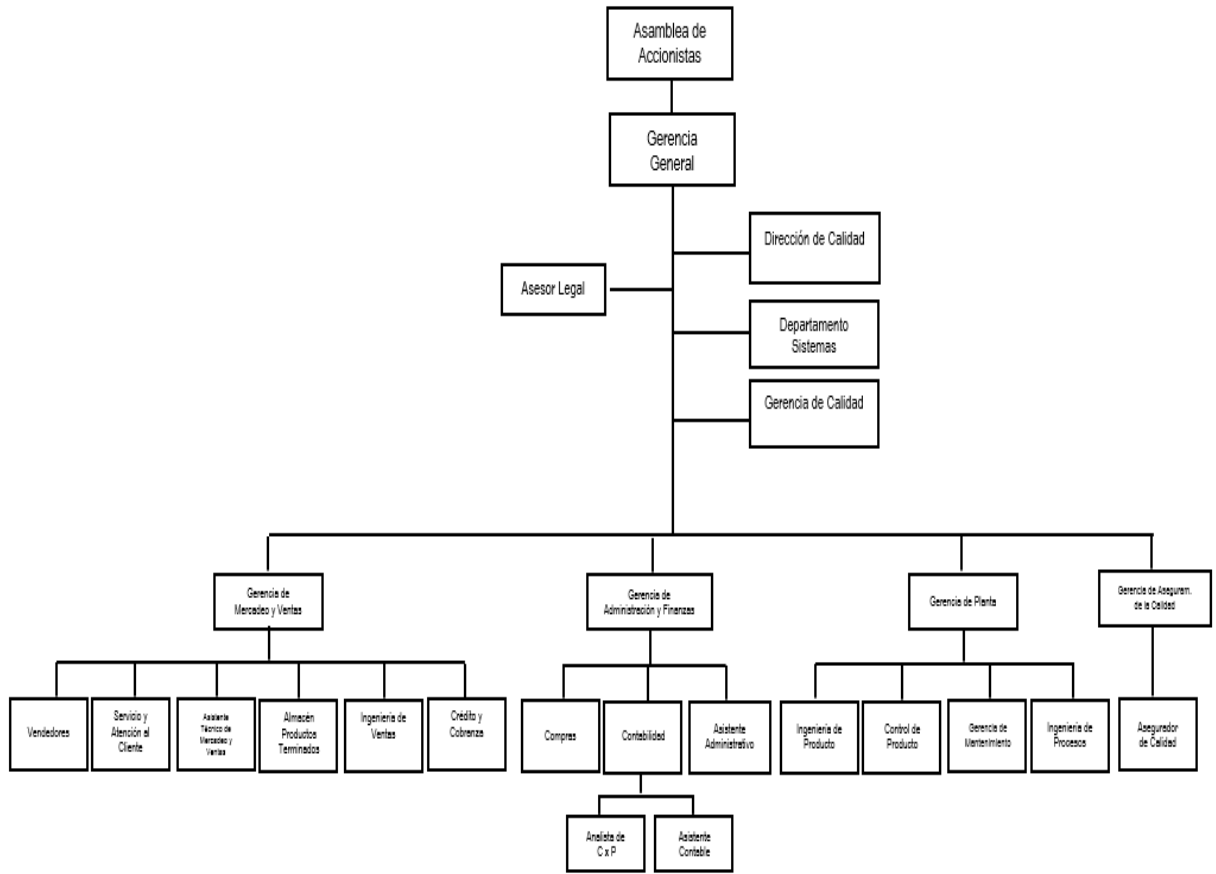 Asamblea de
Accionistas
Gerencia
General
Dirección de Calidad
Asesor Legal
Departamento
Sistemas
Gerencia de Calidad
Gerencia de
Mercadeo y Ventas
Gerencia de
Administración y Finanzas
Gerencia de Planta
Gerencia de Aseguram.
de la Calidad
Vendedores
Servicio y
Atención al
Cliente
Asistente
Técnico de
Mercadeo y
Ventas
Almacén
Productos
Terminados
Ingeniería de
Ventas
Crédito y
Cobranza
Compras
Contabilidad
Asistente
Administrativo
Ingeniería de
Producto
Control de
Producto
Gerencia de
Mantenimiento
Ingeniería de
Procesos
Asegurador
de Calidad
Analista de
C x P
Asistente
Contable